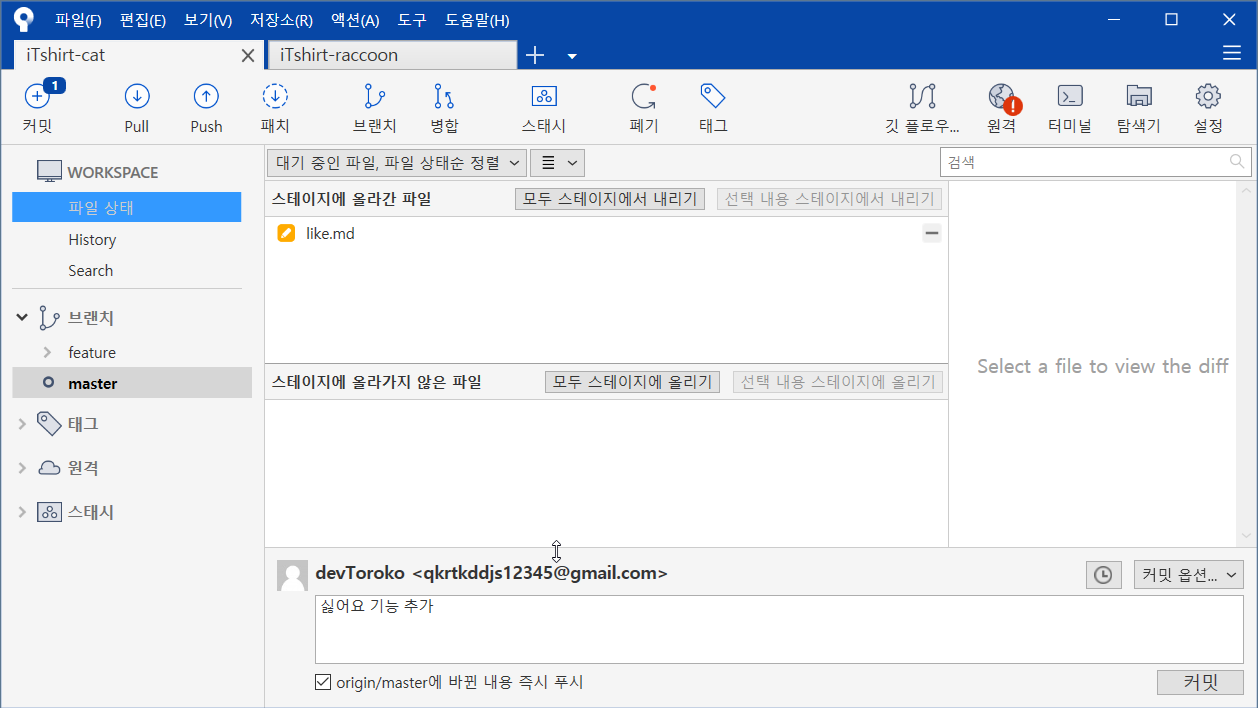 파일(F) 편집(E) 보기(V) 저장소(R) 액션(A) 도구 도움말(H)
iTshirt-cat iTshirt-raccoon
1
커밋 Pull Push 패치 브랜치 병합 스태시 폐기 태그 깃 플로우... 원격 터미널 탐색기 설정
WORKSPACE
파일 상태
History
Search
브랜치
feature
master
태그
원격
스태시
대기 중인 파일, 파일 상태순 정렬
검색
스테이지에 올라간 파일 모두 스테이지에서 내리기 선택 내용 스테이지에서 내리기
like.md
스테이지에 올라가지 않은 파일 모두 스테이지에 올리기 선택 내용 스테이지에 올리기
Select a file to view the diff
devToroko <qkrtkddjs12345@gmail.com>
커밋 옵션...
싫어요 기능 추가
origin/master에 바뀐 내용 즉시 푸시
커밋